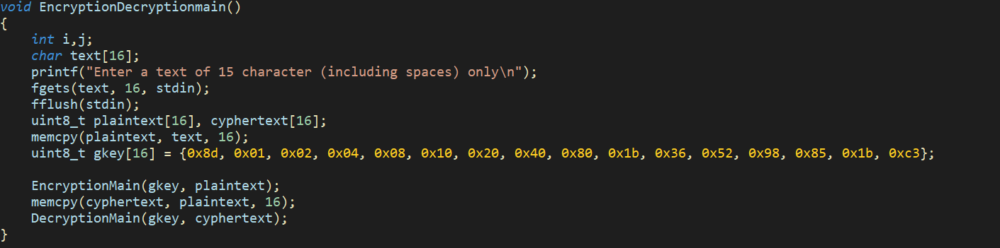 void EncryptionDecryptionmain()
{
    int i,j;
    char text[16];
    printf("Enter a text of 15 character (including spaces) only\n");
    fgets(text, 16, stdin);
    fflush(stdin);
    uint8_t plaintext[16], cyphertext[16];
    memcpy(plaintext, text, 16);
    uint8_t gkey[16] = {0x8d, 0x01, 0x02, 0x04, 0x08, 0x10, 0x20, 0x40, 0x80, 0x1b, 0x36, 0x52, 0x98, 0x85, 0x1b, 0xc3};

    EncryptionMain(gkey, plaintext);
    memcpy(cyphertext, plaintext, 16);
    DecryptionMain(gkey, cyphertext);
}